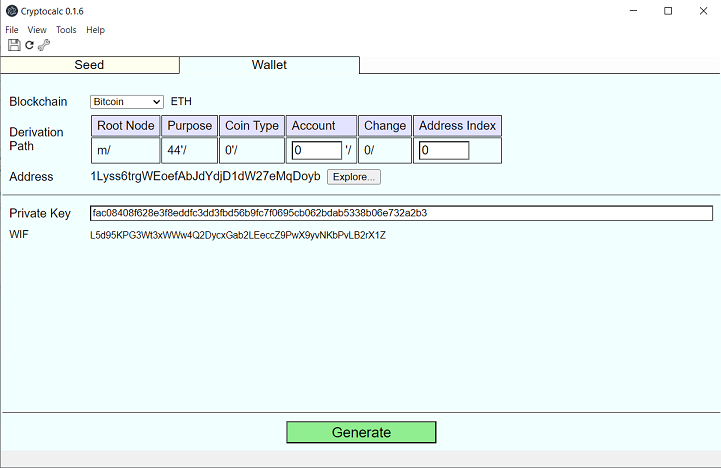 Cryptocalc 0.1.6
File View Tools Help
Seed Wallet
Blockchain Bitcoin ETH
Derivation Path
Root Node Purpose Coin Type Account Change Address Index
m/ 44'/ 0'/ 0 '/ 0/ 0
Address 1Lyss6trgWEoefAbJdYdjD1dW27eMqDoyb Explore...
Private Key fac08408f628e3f8eddfc3dd3fbd56b9fc7f0695cb062bdab5338b06e732a2b3
WIF L5d95KPG3Wt3xWWw4Q2DycxGab2LEeccZ9PwX9yvNKbPvLB2rX1Z
Generate